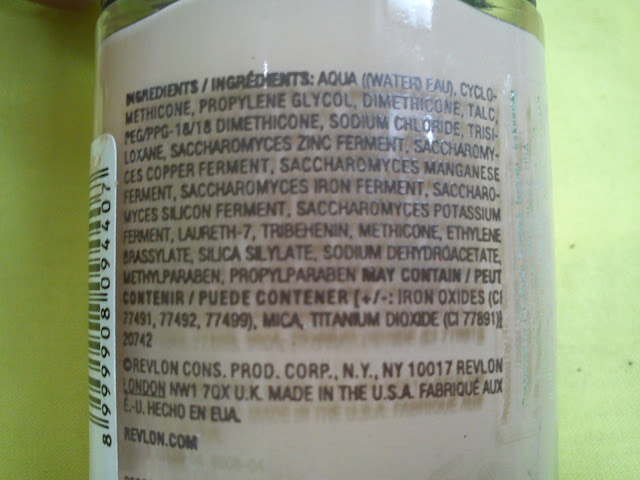 INGREDIENTS / INGRÉDIENTS: AQUA ((WATER) EAU), CYCLO-
METHICONE, PROPYLENE GLYCOL, DIMETHICONE, TALC,
PEG/PPG-18/18 DIMETHICONE, SODIUM CHLORIDE, TRISI-
LOXANE, SACCHAROMYCES ZINC FERMENT, SACCHAROMY-
CES COPPER FERMENT, SACCHAROMYCES MANGANESE
FERMENT, SACCHAROMYCES IRON FERMENT, SACCHARO-
MYCES SILICON FERMENT, SACCHAROMYCES POTASSIUM
FERMENT, LAURETH-7, TRIBEHENIN, METHICONE, ETHYLENE
BRASSYLATE, SILICA SILYLATE, SODIUM DEHYDROACETATE,
METHYLPARABEN, PROPYLPARABEN MAY CONTAIN / PEUT
CONTENIR / PUEDE CONTENER [+/-: IRON OXIDES (CI
77491, 77492, 77499), MICA, TITANIUM DIOXIDE (CI 77891)]
20742
©REVLON CONS. PROD. CORP., N.Y., NY 10017 REVLON
LONDON NW1 7QX U.K. MADE IN THE U.S.A. FABRIQUÉ AUX
É.-U. HECHO EN EUA.
REVLON.COM
8999908094407